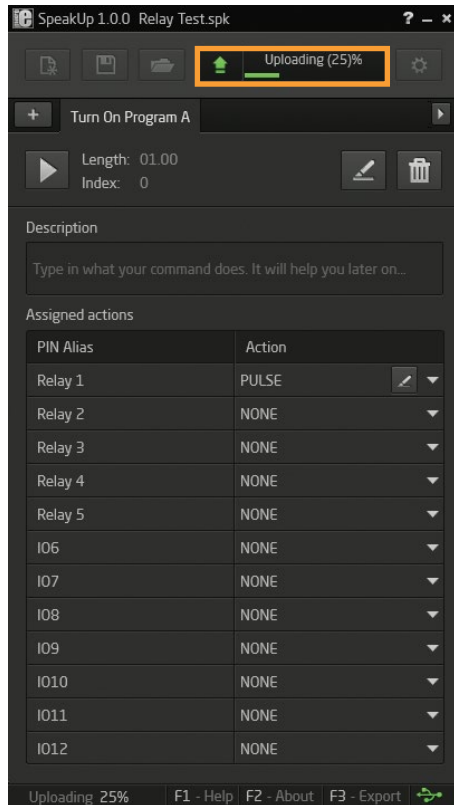 SpeakUp 1.0.0 Relay Test.spk ? – ×
Uploading (25)%
+ Turn On Program A
Length: 01.00
Index: 0
Description
Type in what your command does. It will help you later on...
Assigned actions
PIN Alias Action
Relay 1 PULSE
Relay 2 NONE
Relay 3 NONE
Relay 4 NONE
Relay 5 NONE
IO6 NONE
IO7 NONE
IO8 NONE
IO9 NONE
IO10 NONE
IO11 NONE
IO12 NONE
Uploading 25% F1 - Help F2 - About F3 - Export